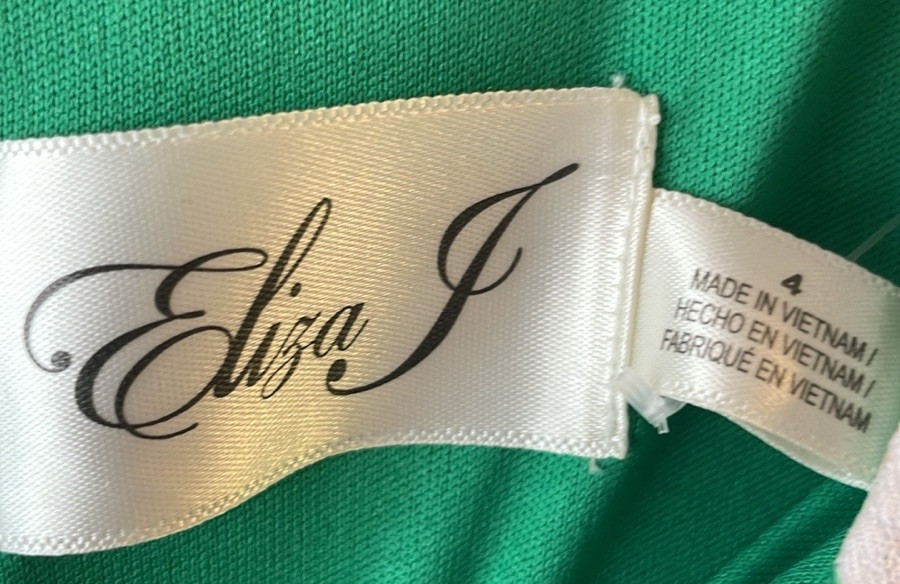 Eliza J
4
MADE IN VIETNAM /
HECHO EN VIETNAM /
FABRIQUÉ EN VIETNAM